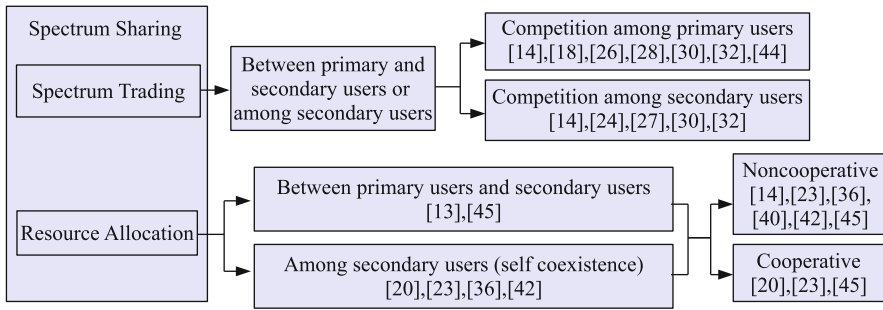 Spectrum Sharing
Spectrum Trading
Between primary and
secondary users or
among secondary users
Competition among primary users
[14],[18],[26],[28],[30],[32],[44]
Competition among secondary users
[14],[24],[27],[30],[32]
Resource Allocation
Between primary users and secondary users
[13],[45]
Among secondary users (self coexistence)
[20],[23],[36],[42]
Noncooperative
[14],[23],[36],
[40],[42],[45]
Cooperative
[20],[23],[45]